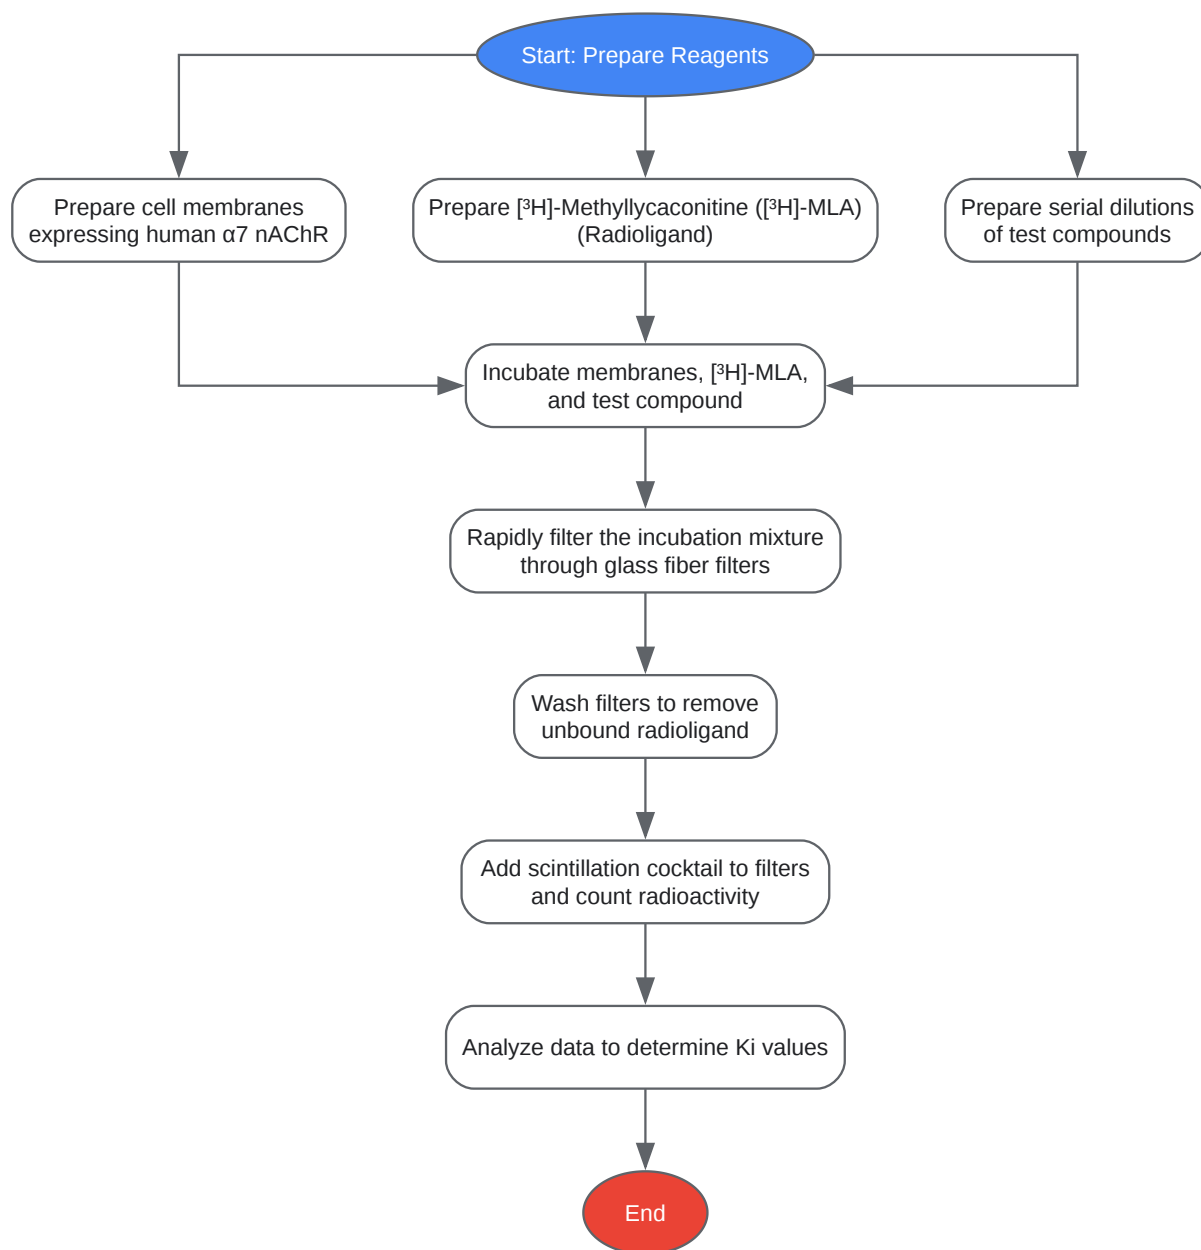 Start: Prepare Reagents
Prepare cell membranes
expressing human α7 nAChR
Prepare [³H]-Methyllycaconitine ([³H]-MLA)
(Radioligand)
Prepare serial dilutions
of test compounds
Incubate membranes, [³H]-MLA,
and test compound
Rapidly filter the incubation mixture
through glass fiber filters
Wash filters to remove
unbound radioligand
Add scintillation cocktail to filters
and count radioactivity
Analyze data to determine Ki values
End